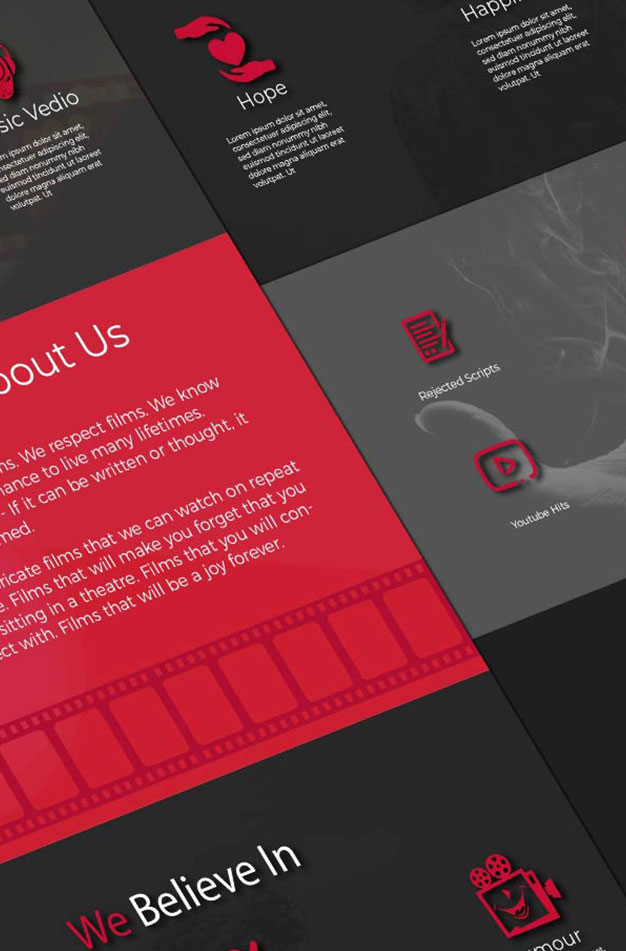 Happi
Lorem ipsum dolor sit amet,
consectetuer adipiscing elit,
sed diam nonummy nibh
euismod tincidunt ut laoreet
dolore magna aliquam erat
volutpat. Ut
Hope
Lorem ipsum dolor sit amet,
consectetuer adipiscing elit,
sed diam nonummy nibh
euismod tincidunt ut laoreet
dolore magna aliquam erat
volutpat. Ut
sic Vedio
m ipsum dolor sit amet,
nsectetuer adipiscing elit,
ed diam nonummy nibh
euismod tincidunt ut laoreet
dolore magna aliquam erat
volutpat. Ut
bout Us
ms. We respect films. We know
hance to live many lifetimes.
- If it can be written or thought, it
med.
ricate films that we can watch on repeat
e. Films that will make you forget that you
sitting in a theatre. Films that you will con-
ect with. Films that will be a joy forever.
Rejected Scripts
Youtube Hits
We Believe In
mour